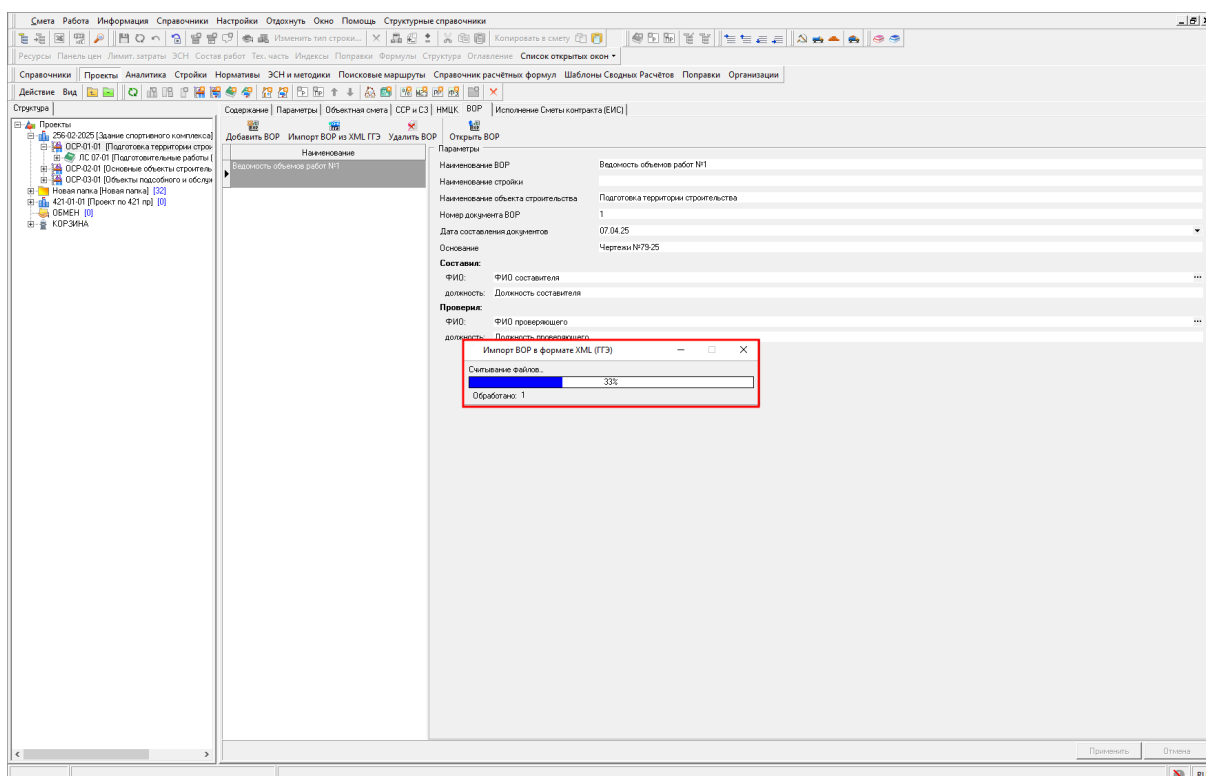 Смета Работа Информация Справочники Настройки Отдохнуть Окно Помощь Структурные справочники
Изменить тип строки... Копировать в смету
Ресурсы Панель цен Лимит. затраты ЭСН Состав работ Тех. часть Индексы Поправки Формулы Структура Оглавление Список открытых окон
Справочники Проекты Аналитика Стройки Нормативы ЭСН и методики Поисковые маршруты Справочник расчётных формул Шаблоны Сводных Расчётов Поправки Организации
Действие Вид
Структура
Содержание Параметры Объектная смета ССР и СЗ НМЦК ВОР Исполнение Сметы контракта (ЕИС)
Проекты
256-02-2025 [Здание спортивного комплекса]
ОСР-01-01 [Подготовка территории строи
ЛС 07-01 [Подготовительные работы (
ОСР-02-01 [Основные объекты строитель
ОСР-03-01 [Объекты подсобного и обслуж
Новая папка [Новая папка] [32]
421-01-01 [Проект по 421 пр] [0]
ОБМЕН [0]
КОРЗИНА
Добавить ВОР Импорт ВОР из XML ГГЭ Удалить ВОР Открыть ВОР
Наименование
Ведомость объемов работ №1
Параметры
Наименование ВОР Ведомость объемов работ №1
Наименование стройки
Наименование объекта строительства Подготовка территории строительства
Номер документа ВОР 1
Дата составления документов 07.04.25
Основание Чертежи №79-25
Составил:
ФИО: ФИО составителя
должность: Должность составителя
Проверил:
ФИО: ФИО проверяющего
должность: Должность проверяющего
Импорт ВОР в формате XML (ГГЭ)
Считывание файлов..
33%
Обработано: 1
Применить Отмена